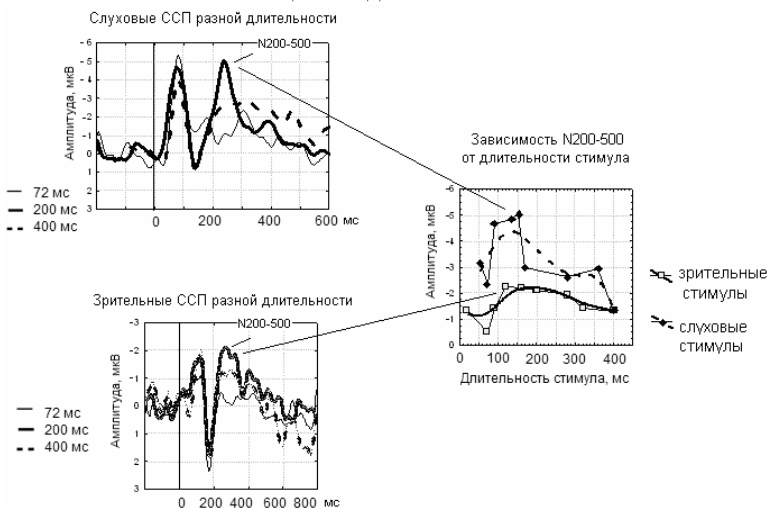 Слуховые ССП разной длительности
N200-500
Амплитуда, мкВ
-6
-5
-4
-3
-2
-1
0
1
2
3
0 200 400 600 мс
72 мс
200 мс
400 мс
Зависимость N200-500
от длительности стимула
Амплитуда, мкВ
-6
-5
-4
-3
-2
-1
0
0 100 200 300 400
Длительность стимула, мс
зрительные
стимулы
слуховые
стимулы
Зрительные ССП разной длительности
N200-500
Амплитуда, мкВ
-3
-2
-1
0
1
2
3
0 200 400 600 800 мс
72 мс
200 мс
400 мс